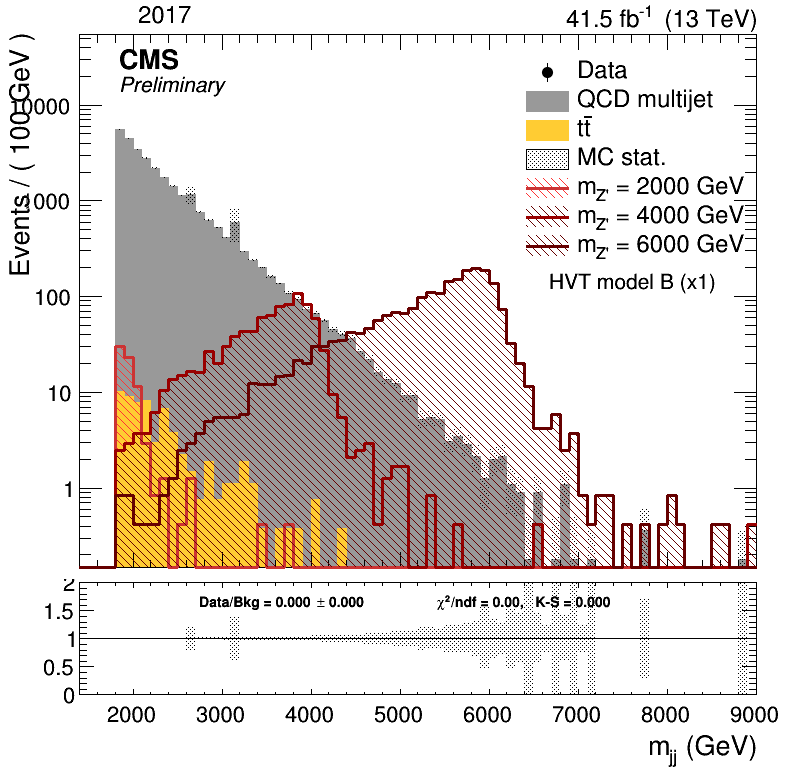 2017
41.5 fb⁻¹ (13 TeV)
CMS
Preliminary
Events / ( 100 GeV )
Data
QCD multijet
tt̄
MC stat.
m_Z' = 2000 GeV
m_Z' = 4000 GeV
m_Z' = 6000 GeV
HVT model B (x1)
10000
1000
100
10
1
Data/Bkg = 0.000 ± 0.000
χ²/ndf = 0.00, K-S = 0.000
2
1.5
1
0.5
0
2000 3000 4000 5000 6000 7000 8000 9000
m_jj (GeV)